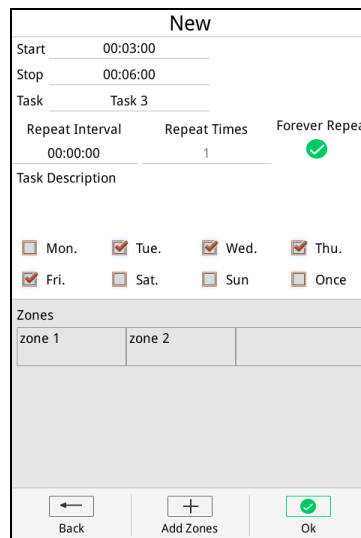 New
Start 00:03:00
Stop 00:06:00
Task Task 3
Repeat Interval Repeat Times Forever Repea
00:00:00 1
Task Description
Mon. Tue. Wed. Thu.
Fri. Sat. Sun Once
Zones
zone 1 zone 2
Back Add Zones Ok